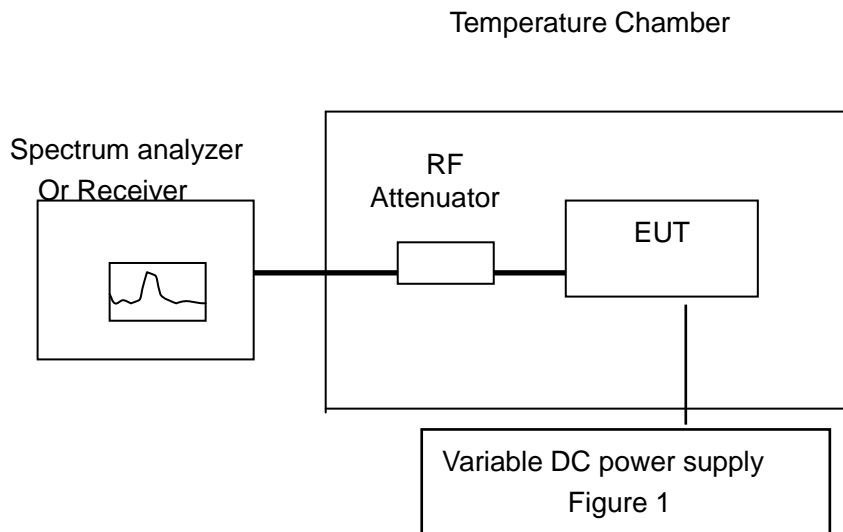 Temperature Chamber
Spectrum analyzer
Or Receiver
RF
Attenuator
EUT
Variable DC power supply
Figure 1